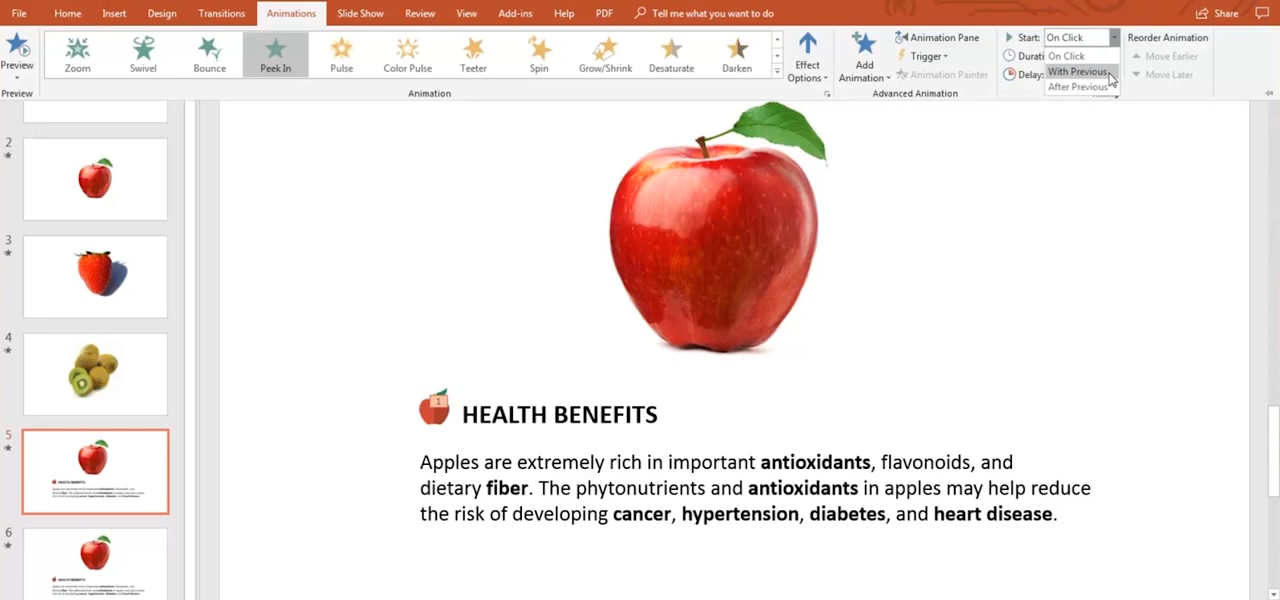 File Home Insert Design Transitions Animations Slide Show Review View Add-ins Help PDF Tell me what you want to do Share
Preview
Zoom Swivel Bounce Peek In Pulse Color Pulse Teeter Spin Grow/Shrink Desaturate Darken
Effect
Options
Add
Animation
Animation Pane
Trigger
Animation Painter
Start: On Click
Durati
Delay:
On Click
With Previous
After Previous
Reorder Animation
Move Earlier
Move Later
Preview Animation Advanced Animation
2
3
4
5
6
HEALTH BENEFITS
1
HEALTH BENEFITS
Apples are extremely rich in important antioxidants, flavonoids, and
dietary fiber. The phytonutrients and antioxidants in apples may help reduce
the risk of developing cancer, hypertension, diabetes, and heart disease.